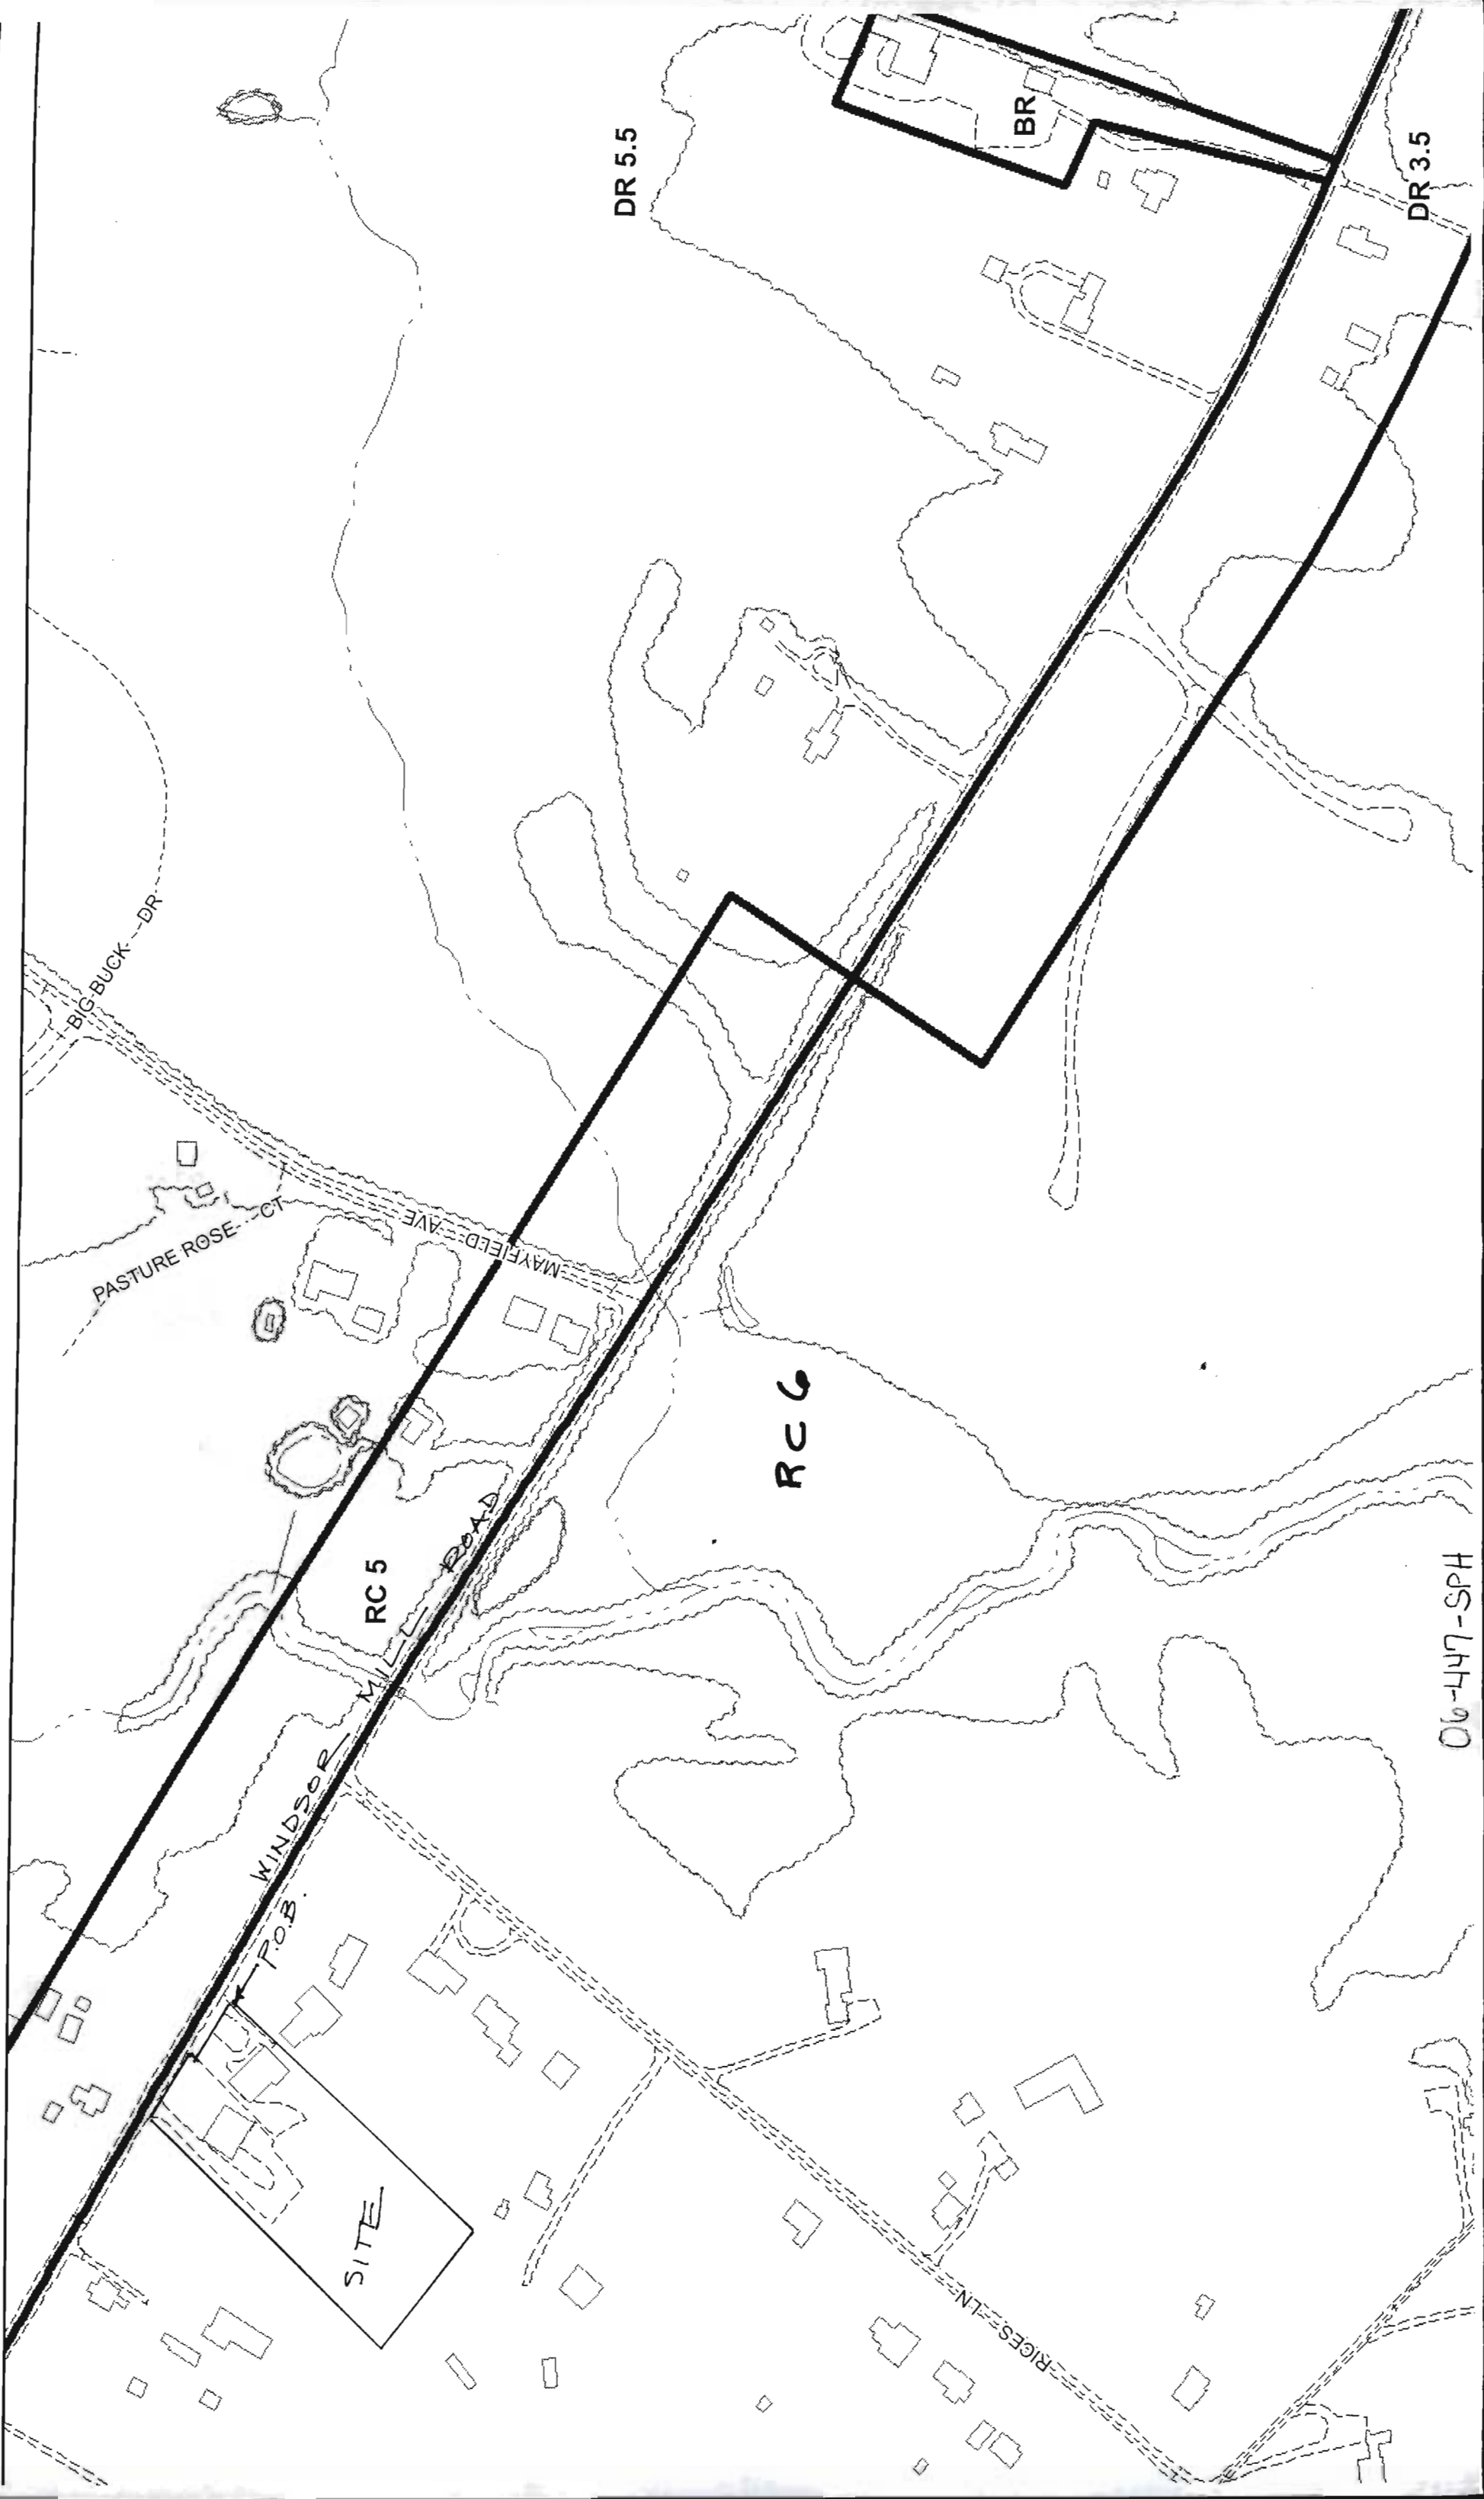 DR 5.5
BR
DR 3.5
BIG BUCK DR
PASTURE ROSE CT
MAYFIELD AVE
RC 6
RC 5
WINDSOR MILL ROAD
P.O.B.
SITE
RICES LN
06-447-SPH